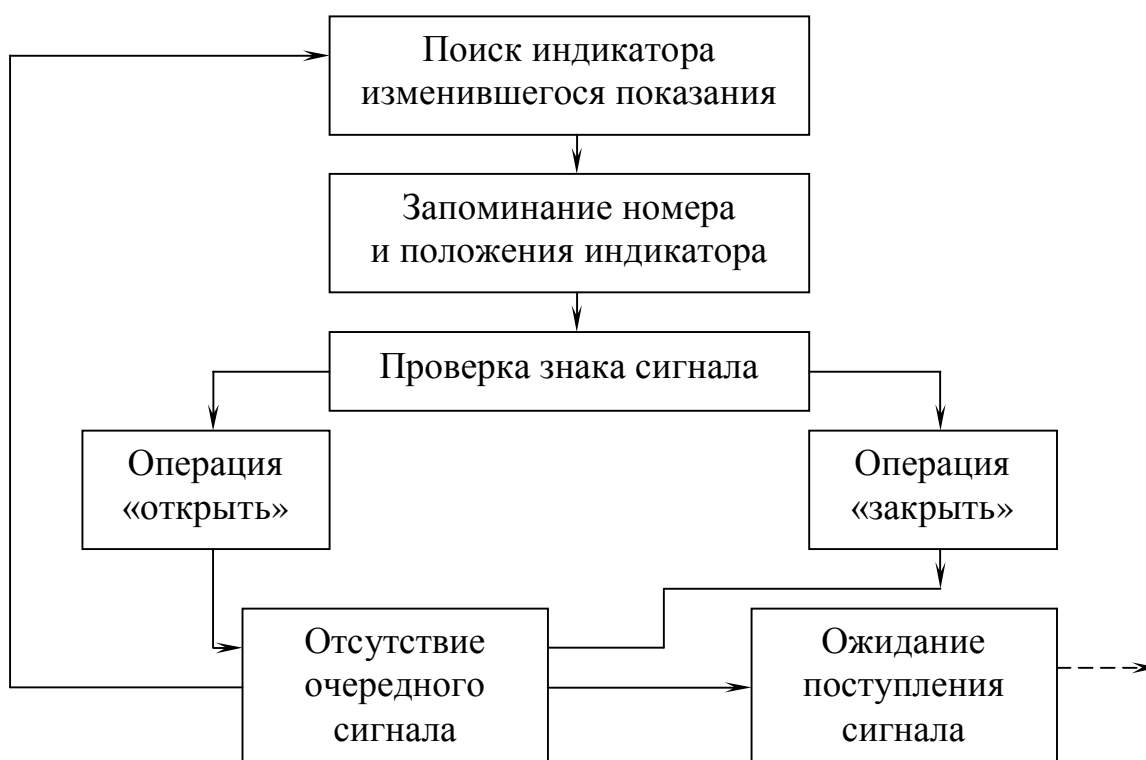 Поиск индикатора
изменившегося показания
Запоминание номера
и положения индикатора
Проверка знака сигнала
Операция
«открыть»
Операция
«закрыть»
Отсутствие
очередного
сигнала
Ожидание
поступления
сигнала